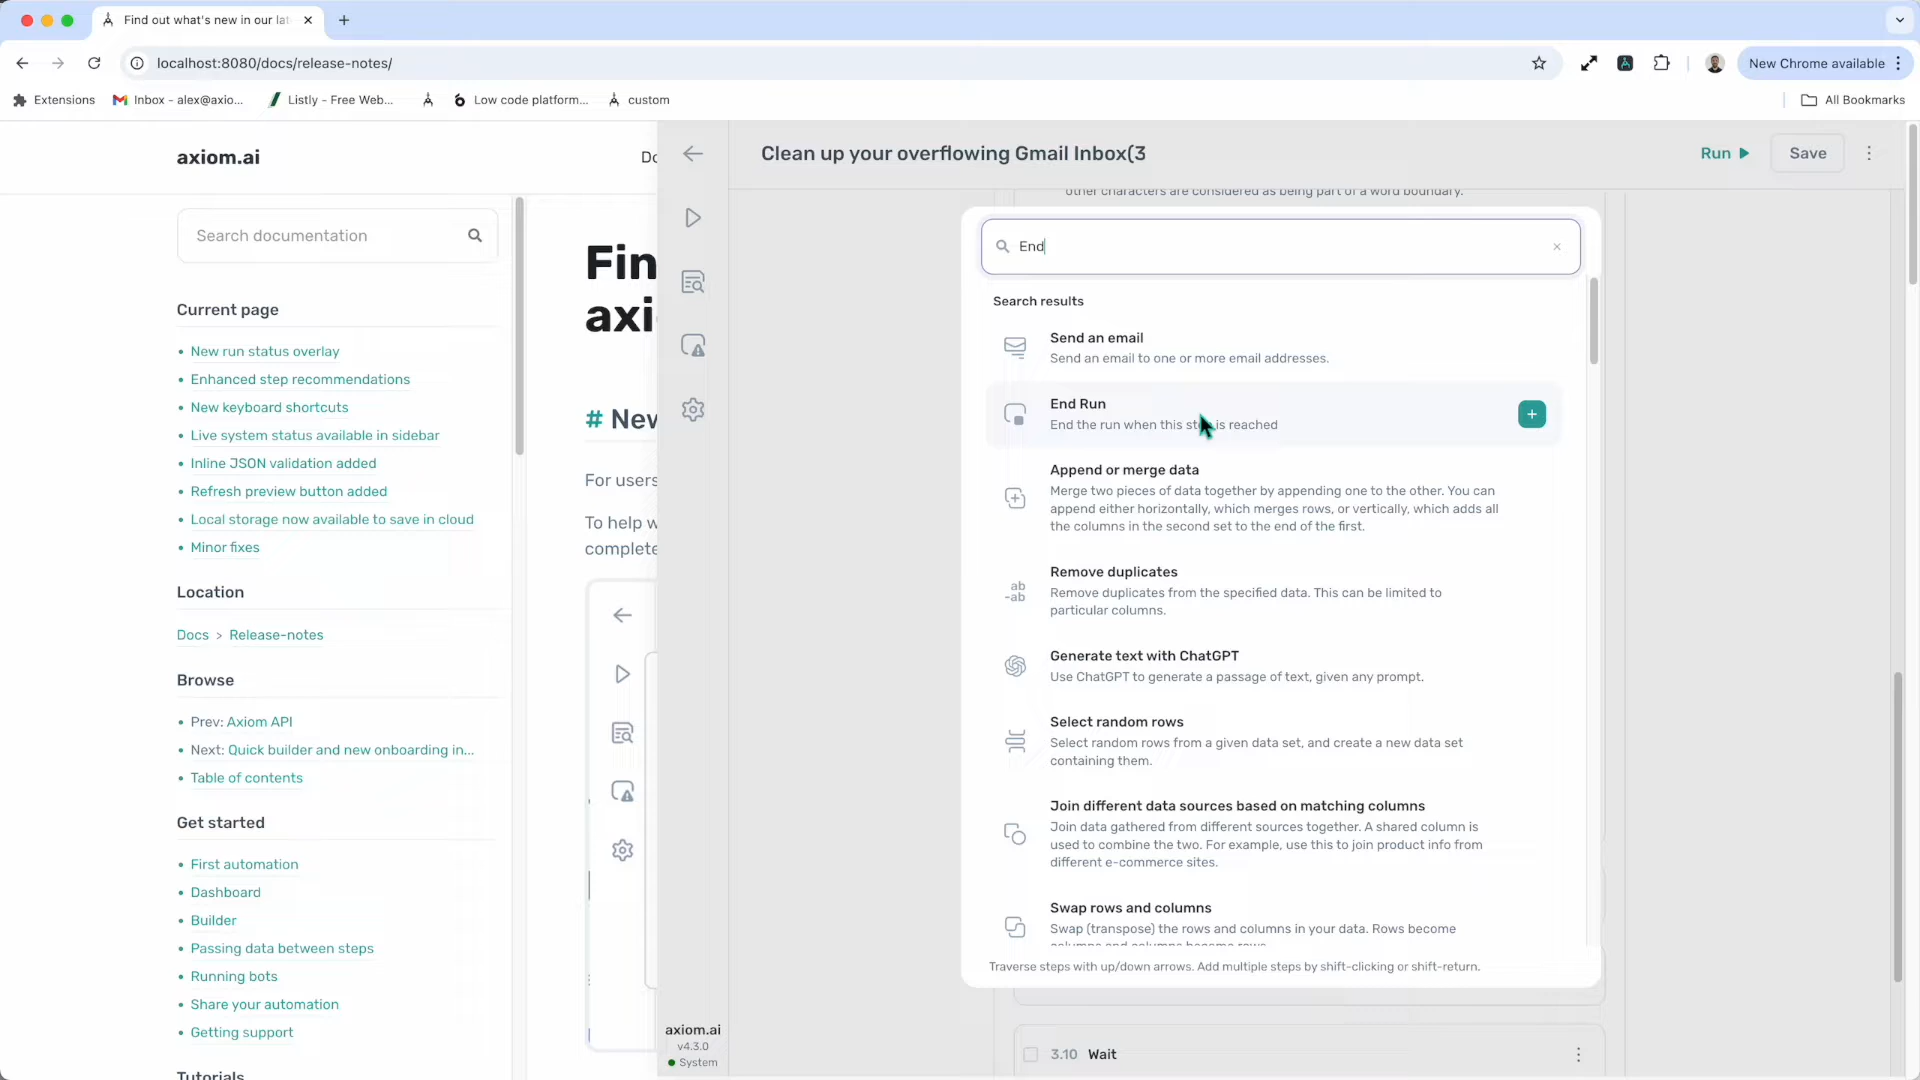 Find out what's new in our lat
localhost:8080/docs/release-notes/
New Chrome available
Extensions
Inbox - alex@axio...
Listly - Free Web...
Low code platform...
custom
All Bookmarks
axiom.ai
Search documentation
Current page
New run status overlay
Enhanced step recommendations
New keyboard shortcuts
Live system status available in sidebar
Inline JSON validation added
Refresh preview button added
Local storage now available to save in cloud
Minor fixes
Location
Docs > Release-notes
Browse
Prev: Axiom API
Next: Quick builder and new onboarding in...
Table of contents
Get started
First automation
Dashboard
Builder
Passing data between steps
Running bots
Share your automation
Getting support
Tutorials
Do
Fin
axi
# New
For users
To help w
complete
axiom.ai
v4.3.0
System
Clean up your overflowing Gmail Inbox(3
Run
Save
other characters are considered as being part of a word boundary.
End
Search results
Send an email
Send an email to one or more email addresses.
End Run
End the run when this step is reached
Append or merge data
Merge two pieces of data together by appending one to the other. You can
append either horizontally, which merges rows, or vertically, which adds all
the columns in the second set to the end of the first.
ab
-ab
Remove duplicates
Remove duplicates from the specified data. This can be limited to
particular columns.
Generate text with ChatGPT
Use ChatGPT to generate a passage of text, given any prompt.
Select random rows
Select random rows from a given data set, and create a new data set
containing them.
Join different data sources based on matching columns
Join data gathered from different sources together. A shared column is
used to combine the two. For example, use this to join product info from
different e-commerce sites.
Swap rows and columns
Swap (transpose) the rows and columns in your data. Rows become
columns and columns become rows.
Traverse steps with up/down arrows. Add multiple steps by shift-clicking or shift-return.
3.10 Wait